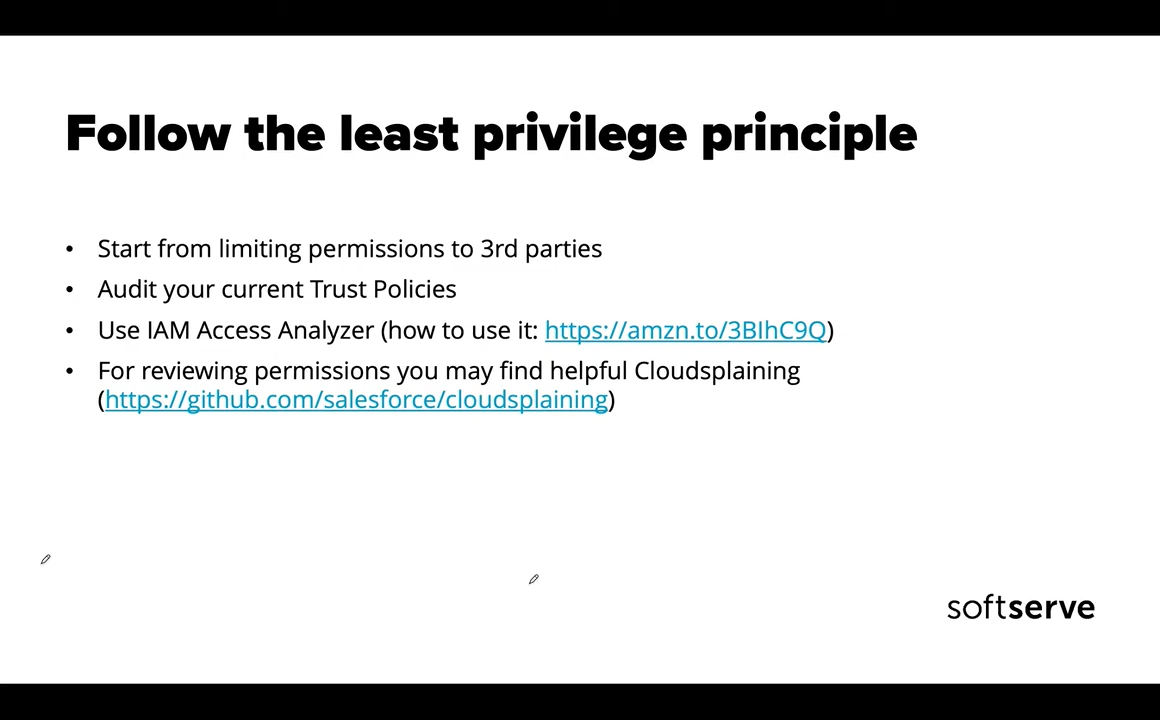 Follow the least privilege principle
• Start from limiting permissions to 3rd parties
• Audit your current Trust Policies
• Use IAM Access Analyzer (how to use it: https://amzn.to/3BIhC9Q)
• For reviewing permissions you may find helpful Cloudsplaining
(https://github.com/salesforce/cloudsplaining)
softserve